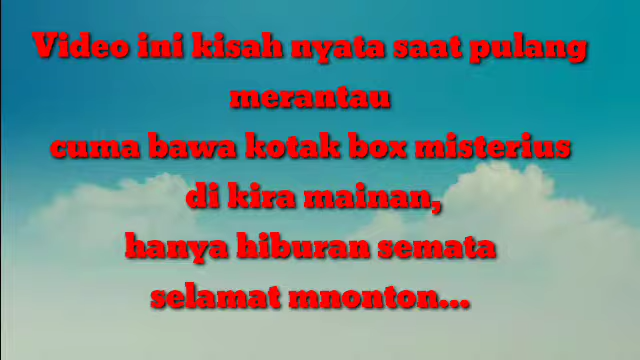 Video ini kisah nyata saat pulang
merantau
cuma bawa kotak box misterius
di kira mainan,
hanya hiburan semata
selamat mnonton...